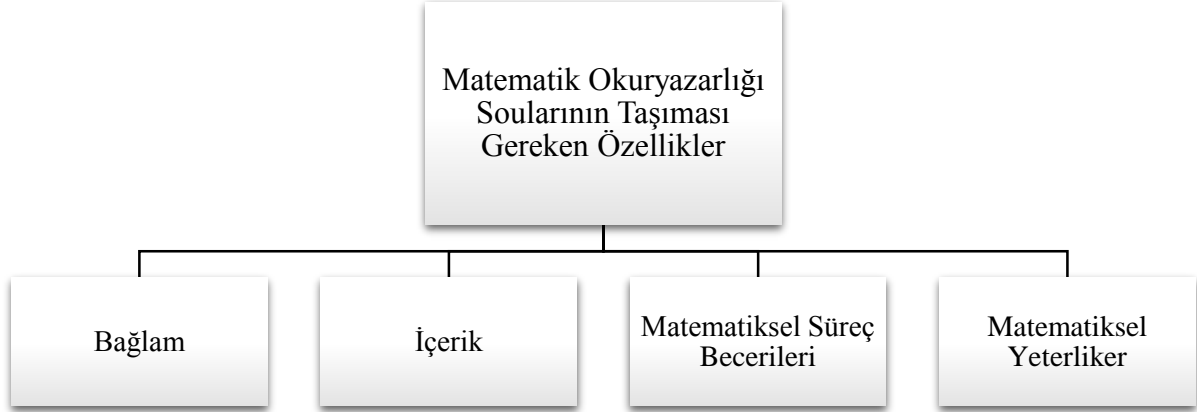 Matematik Okuryazarlığı
Soularının Taşıması
Gereken Özellikler
Bağlam
İçerik
Matematiksel Süreç
Becerileri
Matematiksel
Yeterliker